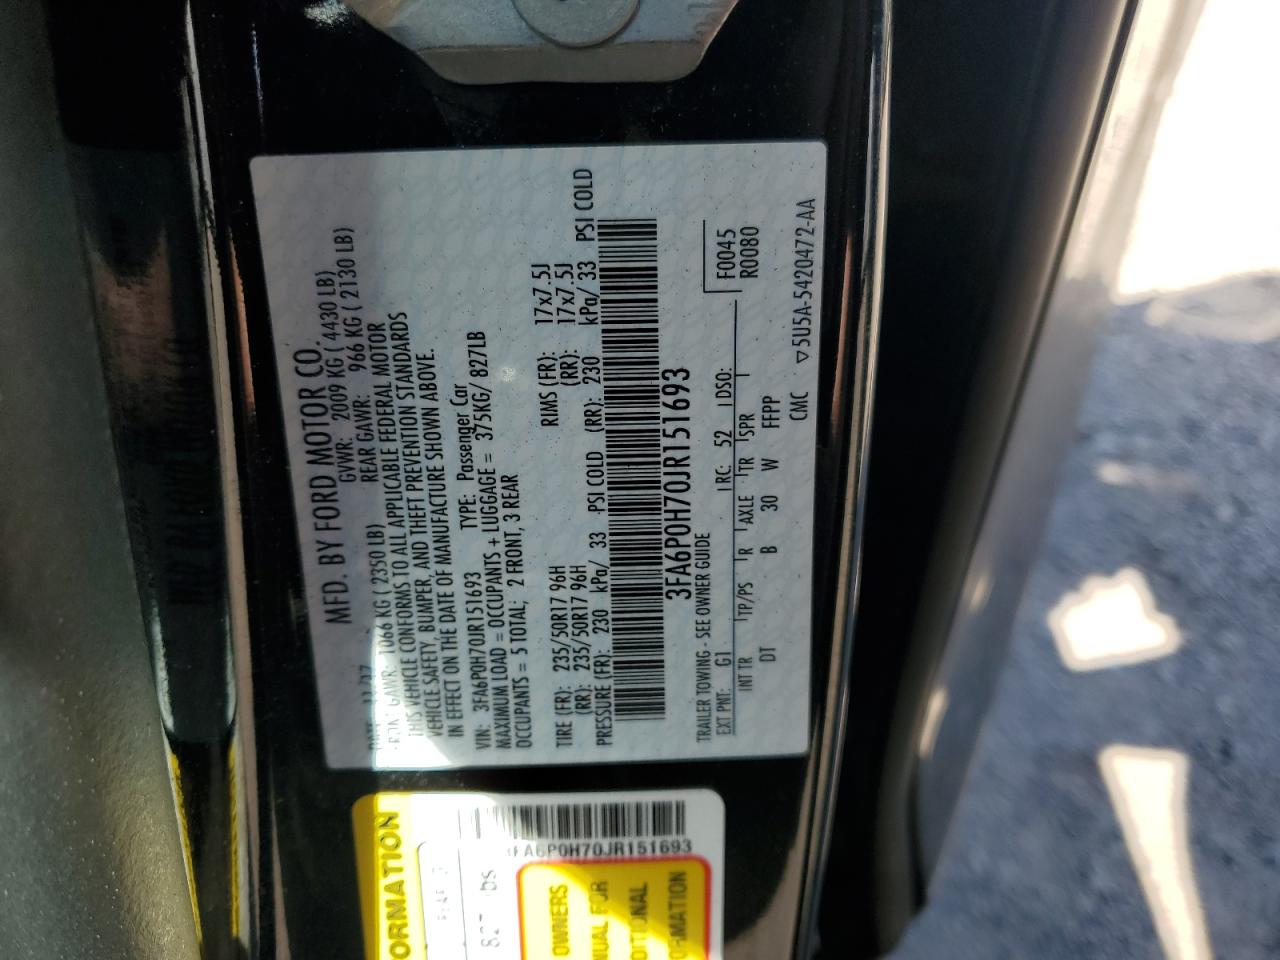 MFD. BY FORD MOTOR CO.
GVWR: 2009 KG ( 4430 LB)
FRONT GAWR: 1066 KG ( 2350 LB) REAR GAWR: 966 KG ( 2130 LB)
THIS VEHICLE CONFORMS TO ALL APPLICABLE FEDERAL MOTOR
VEHICLE SAFETY, BUMPER, AND THEFT PREVENTION STANDARDS
IN EFFECT ON THE DATE OF MANUFACTURE SHOWN ABOVE.
VIN: 3FA6P0H70JR151693 TYPE: Passenger Car
MAXIMUM LOAD = OCCUPANTS + LUGGAGE = 375KG/ 827LB
OCCUPANTS = 5 TOTAL; 2 FRONT, 3 REAR
TIRE (FR): 235/50R17 96H RIMS (FR): 17x7.5J
(RR): 235/50R17 96H (RR): 17x7.5J
PRESSURE (FR): 230 kPa/ 33 PSI COLD (RR): 230 kPa/ 33 PSI COLD
3FA6P0H70JR151693
TRAILER TOWING - SEE OWNER GUIDE
F0045
R0080
EXT PNT: G1 RC: 52 DSO:
INT TR TP/PS R AXLE TR SPR
DT B 30 W FFPP
CMC ▽5U5A-5420472-AA
ORMATION
827
FA6P0H70JR151693
OWNERS
NUAL FOR
DITIONAL
ORMATION